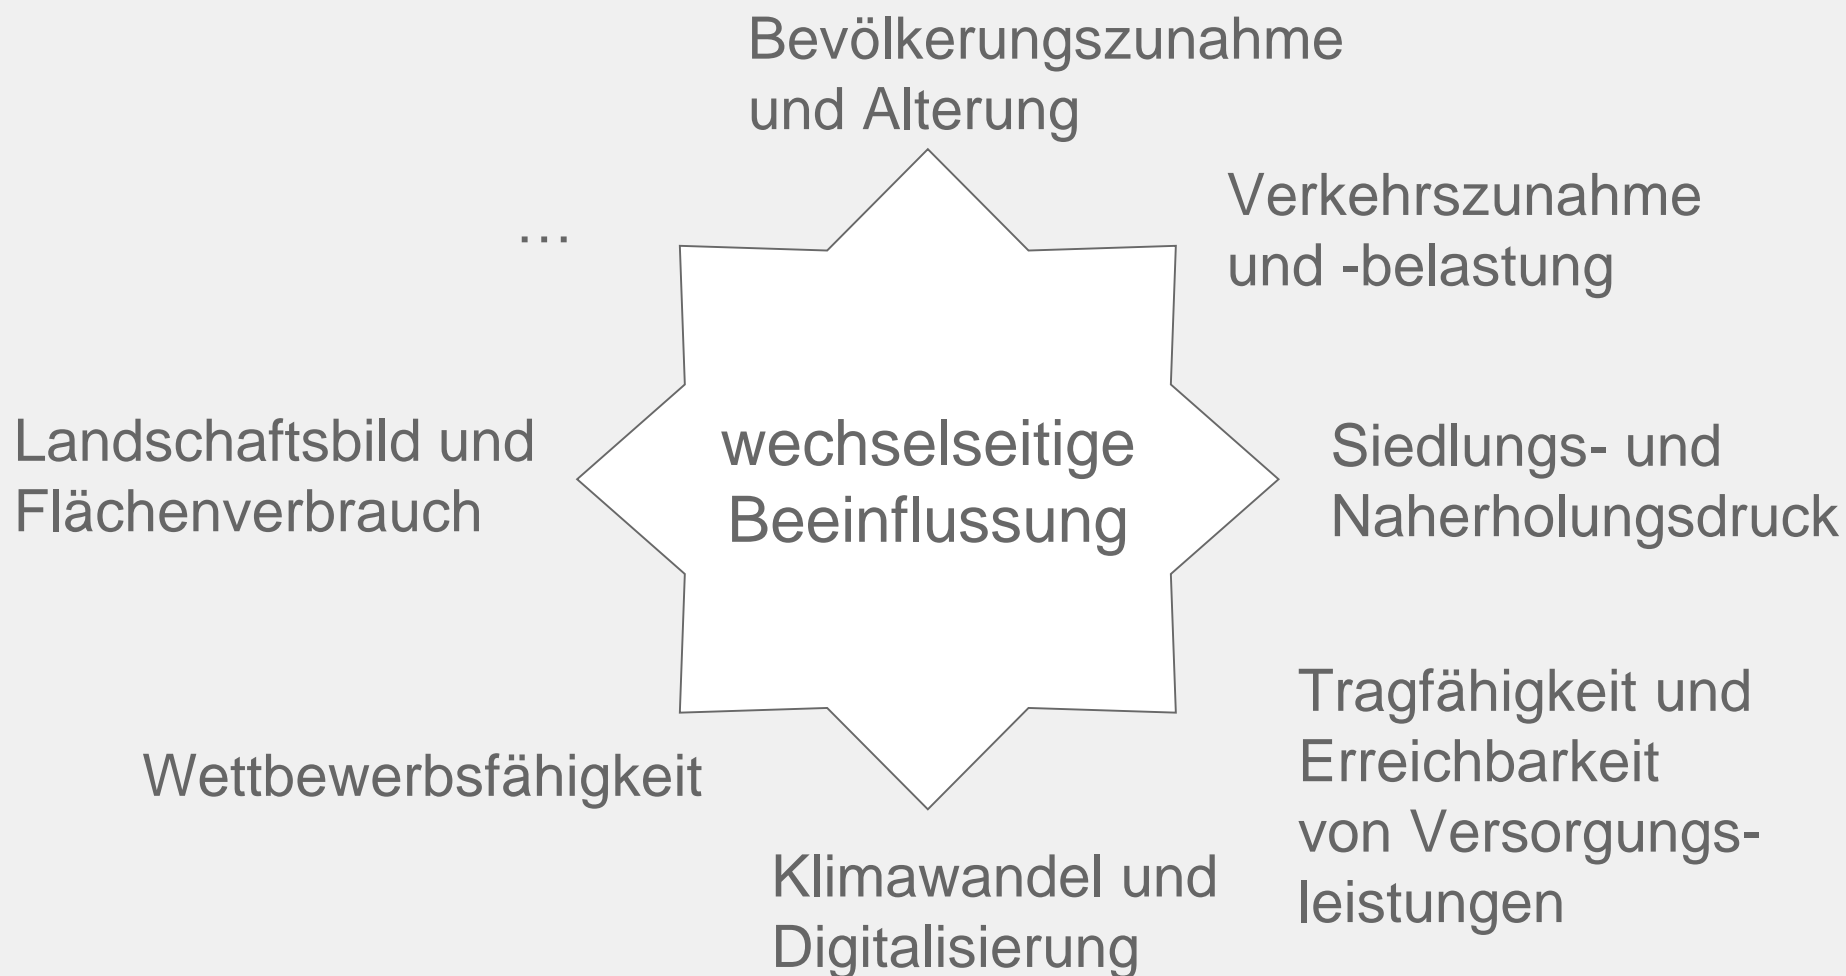 Bevölkerungszunahme
und Alterung
Verkehrszunahme
und -belastung
…
Landschaftsbild und
Flächenverbrauch
wechselseitige
Beeinflussung
Siedlungs- und
Naherholungsdruck
Tragfähigkeit und
Erreichbarkeit
von Versorgungs-
leistungen
Wettbewerbsfähigkeit
Klimawandel und
Digitalisierung